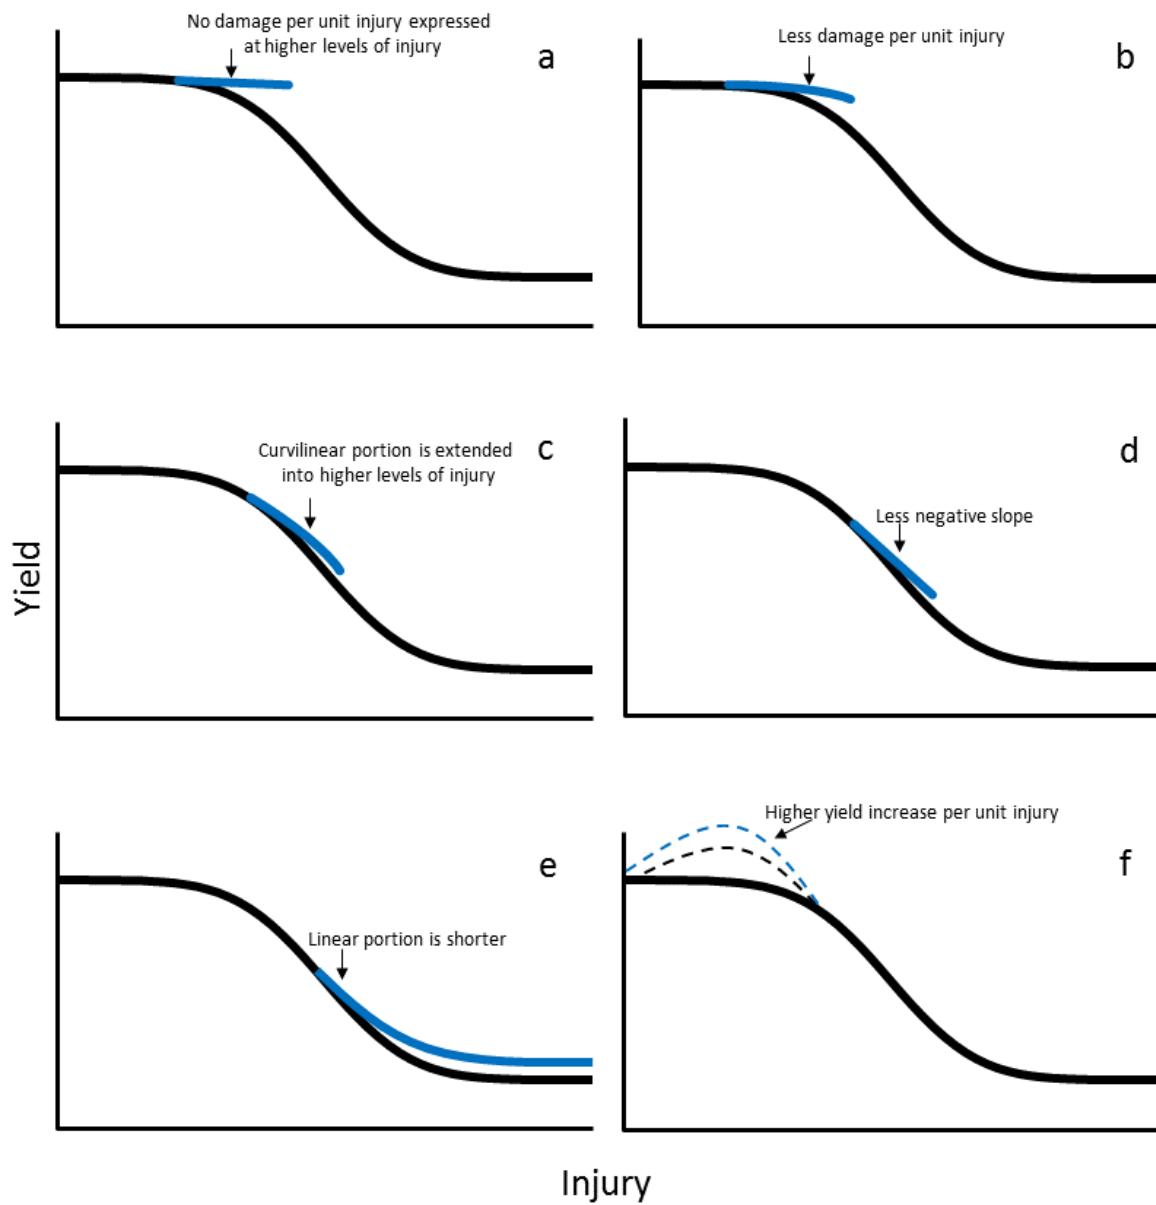 No damage per unit injury expressed
at higher levels of injury
a
Less damage per unit injury
b
Curvilinear portion is extended
into higher levels of injury
c
Less negative slope
d
Yield
Linear portion is shorter
e
Higher yield increase per unit injury
f
Injury